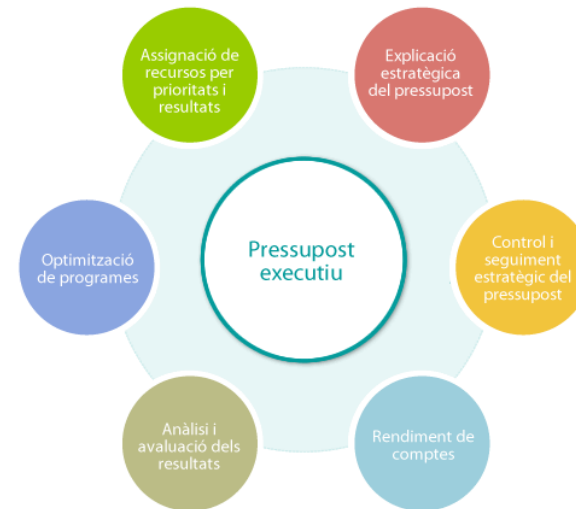 Assignació de
recursos per
prioritats i
resultats
Explicació
estratègica
del pressupost
Pressupost
executiu
Optimització
de programes
Control i
seguiment
estratègic del
pressupost
Anàlisi i
avaluació dels
resultats
Rendiment de
comptes